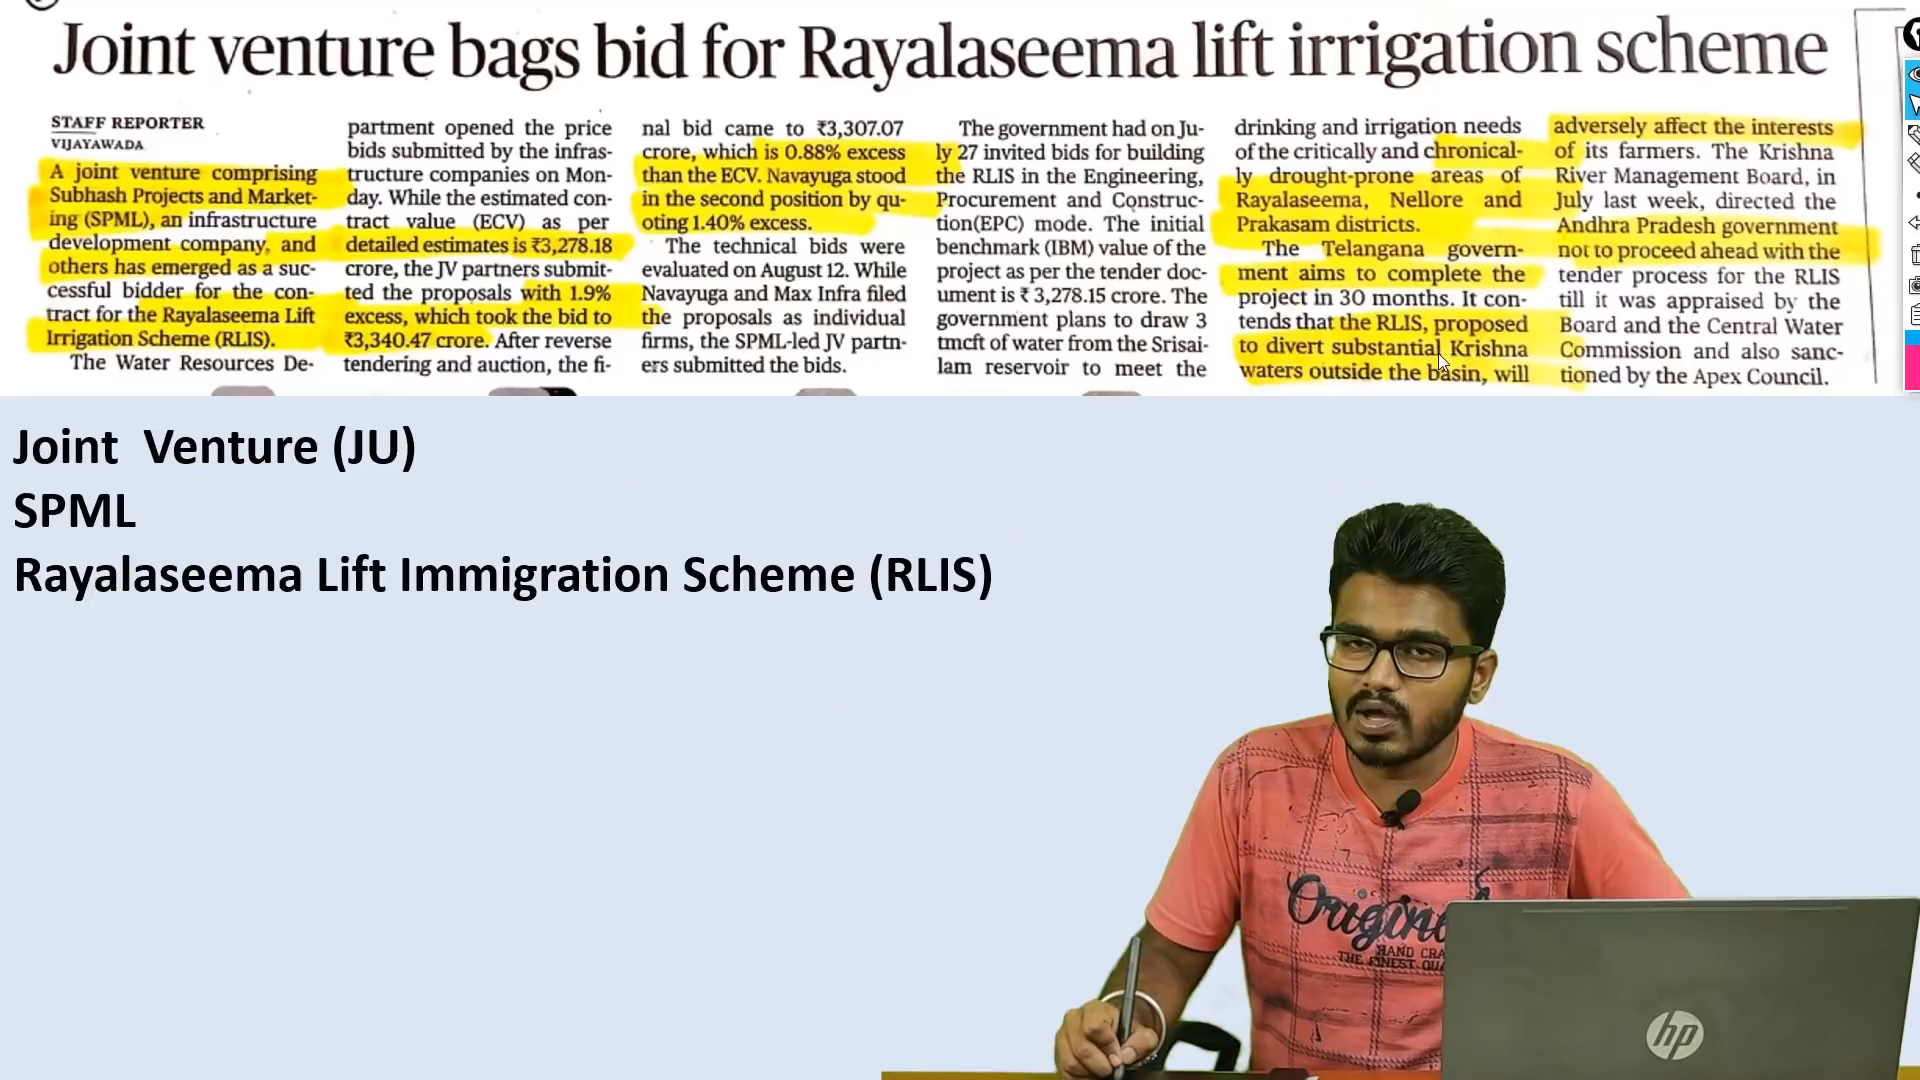 Joint venture bags bid for Rayalaseema lift irrigation scheme
STAFF REPORTER
VIJAYAWADA
A joint venture comprising
Subhash Projects and Market-
ing (SPML), an infrastructure
development company, and
others has emerged as a suc-
cessful bidder for the con-
tract for the Rayalaseema Lift
Irrigation Scheme (RLIS).
The Water Resources De-
partment opened the price
bids submitted by the infras-
tructure companies on Mon-
day. While the estimated con-
tract value (ECV) as per
detailed estimates is ₹3,278.18
crore, the JV partners submit-
ted the proposals with 1.9%
excess, which took the bid to
₹3,340.47 crore. After reverse
tendering and auction, the fi-
nal bid came to ₹3,307.07
crore, which is 0.88% excess
than the ECV. Navayuga stood
in the second position by qu-
oting 1.40% excess.
The technical bids were
evaluated on August 12. While
Navayuga and Max Infra filed
the proposals as individual
firms, the SPML-led JV partn-
ers submitted the bids.
The government had on Ju-
ly 27 invited bids for building
the RLIS in the Engineering,
Procurement and Construc-
tion(EPC) mode. The initial
benchmark (IBM) value of the
project as per the tender doc-
ument is ₹ 3,278.15 crore. The
government plans to draw 3
tmcft of water from the Srisai-
lam reservoir to meet the
drinking and irrigation needs
of the critically and chronical-
ly drought-prone areas of
Rayalaseema, Nellore and
Prakasam districts.
The Telangana govern-
ment aims to complete the
project in 30 months. It con-
tends that the RLIS, proposed
to divert substantial Krishna
waters outside the basin, will
adversely affect the interests
of its farmers. The Krishna
River Management Board, in
July last week, directed the
Andhra Pradesh government
not to proceed ahead with the
tender process for the RLIS
till it was appraised by the
Board and the Central Water
Commission and also sanc-
tioned by the Apex Council.
Joint Venture (JU)
SPML
Rayalaseema Lift Immigration Scheme (RLIS)
HAND CRA
THE FINEST QUA
hp